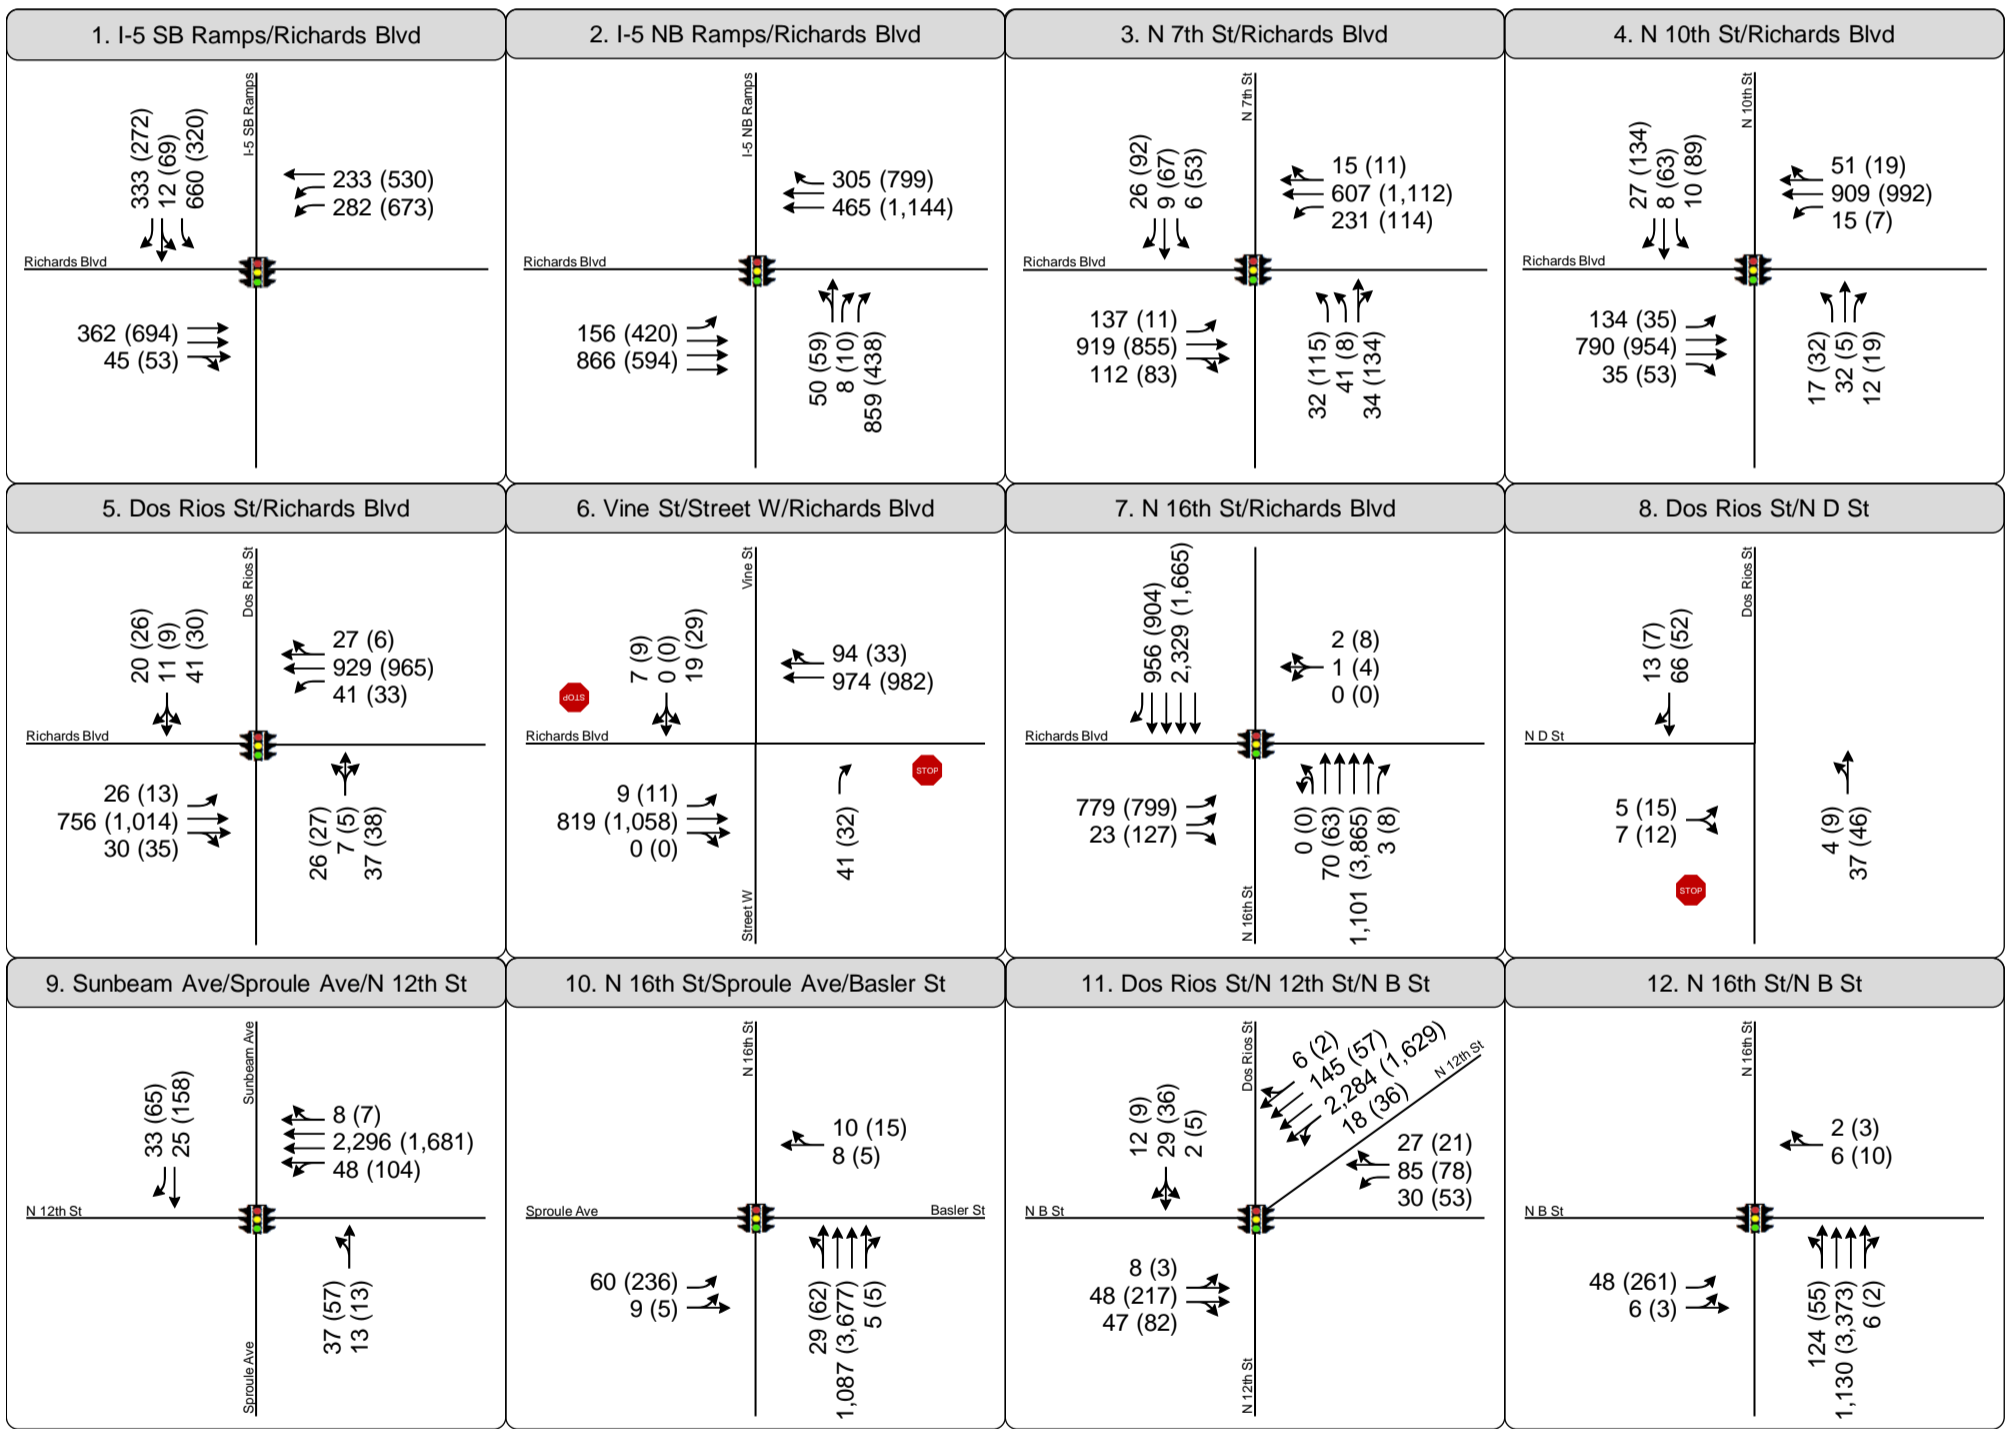 1. I-5 SB Ramps/Richards Blvd
I-5 SB Ramps
333 (272)
12 (69)
660 (320)
233 (530)
282 (673)
Richards Blvd
362 (694)
45 (53)
2. I-5 NB Ramps/Richards Blvd
I-5 NB Ramps
305 (799)
465 (1,144)
Richards Blvd
156 (420)
866 (594)
50 (59)
8 (10)
859 (438)
3. N 7th St/Richards Blvd
N 7th St
26 (92)
9 (67)
6 (53)
15 (11)
607 (1,112)
231 (114)
Richards Blvd
137 (11)
919 (855)
112 (83)
32 (115)
41 (8)
34 (134)
4. N 10th St/Richards Blvd
N 10th St
27 (134)
8 (63)
10 (89)
51 (19)
909 (992)
15 (7)
Richards Blvd
134 (35)
790 (954)
35 (53)
17 (32)
32 (5)
12 (19)
5. Dos Rios St/Richards Blvd
Dos Rios St
20 (26)
11 (9)
41 (30)
27 (6)
929 (965)
41 (33)
Richards Blvd
26 (13)
756 (1,014)
30 (35)
26 (27)
7 (5)
37 (38)
6. Vine St/Street W/Richards Blvd
Vine St
7 (9)
0 (0)
19 (29)
94 (33)
974 (982)
STOP
Richards Blvd
9 (11)
819 (1,058)
0 (0)
41 (32)
STOP
Street W
7. N 16th St/Richards Blvd
956 (904)
2,329 (1,665)
2 (8)
1 (4)
0 (0)
Richards Blvd
779 (799)
23 (127)
0 (0)
70 (63)
1,101 (3,865)
3 (8)
N 16th St
8. Dos Rios St/N D St
Dos Rios St
13 (7)
66 (52)
N D St
5 (15)
7 (12)
4 (9)
37 (46)
STOP
9. Sunbeam Ave/Sproule Ave/N 12th St
Sunbeam Ave
33 (65)
25 (158)
8 (7)
2,296 (1,681)
48 (104)
N 12th St
37 (57)
13 (13)
Sproule Ave
10. N 16th St/Sproule Ave/Basler St
N 16th St
10 (15)
8 (5)
Sproule Ave
Basler St
60 (236)
9 (5)
29 (62)
1,087 (3,677)
5 (5)
11. Dos Rios St/N 12th St/N B St
Dos Rios St
6 (2)
145 (57)
2,284 (1,629)
18 (36)
N 12th St
12 (9)
29 (36)
2 (5)
27 (21)
85 (78)
30 (53)
N B St
8 (3)
48 (217)
47 (82)
N 12th St
12. N 16th St/N B St
N 16th St
2 (3)
6 (10)
N B St
48 (261)
6 (3)
124 (55)
1,130 (3,373)
6 (2)